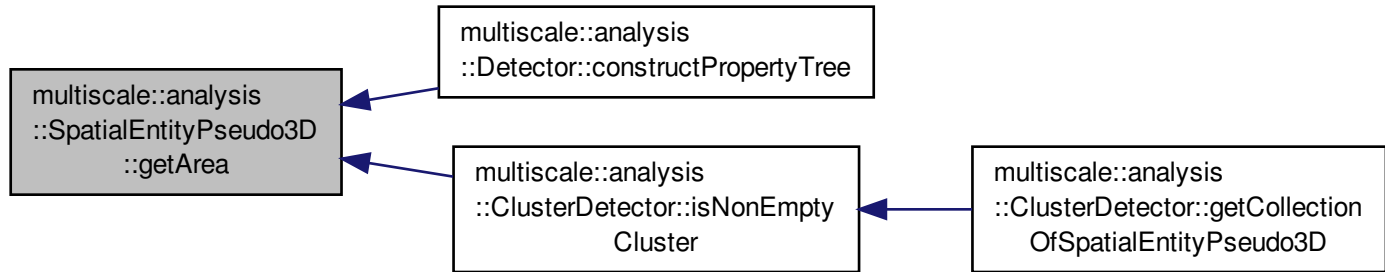 multiscale::analysis
::SpatialEntityPseudo3D
::getArea
multiscale::analysis
::Detector::constructPropertyTree
multiscale::analysis
::ClusterDetector::isNonEmpty
Cluster
multiscale::analysis
::ClusterDetector::getCollection
OfSpatialEntityPseudo3D